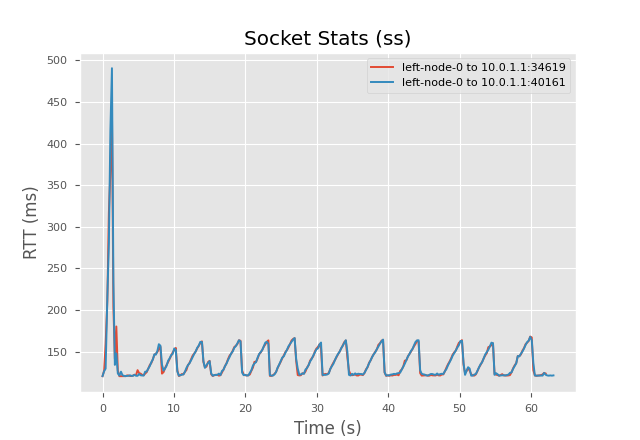 Socket Stats (ss)
left-node-0 to 10.0.1.1:34619
left-node-0 to 10.0.1.1:40161
500
450
400
350
300
250
200
150
RTT (ms)
0 10 20 30 40 50 60
Time (s)